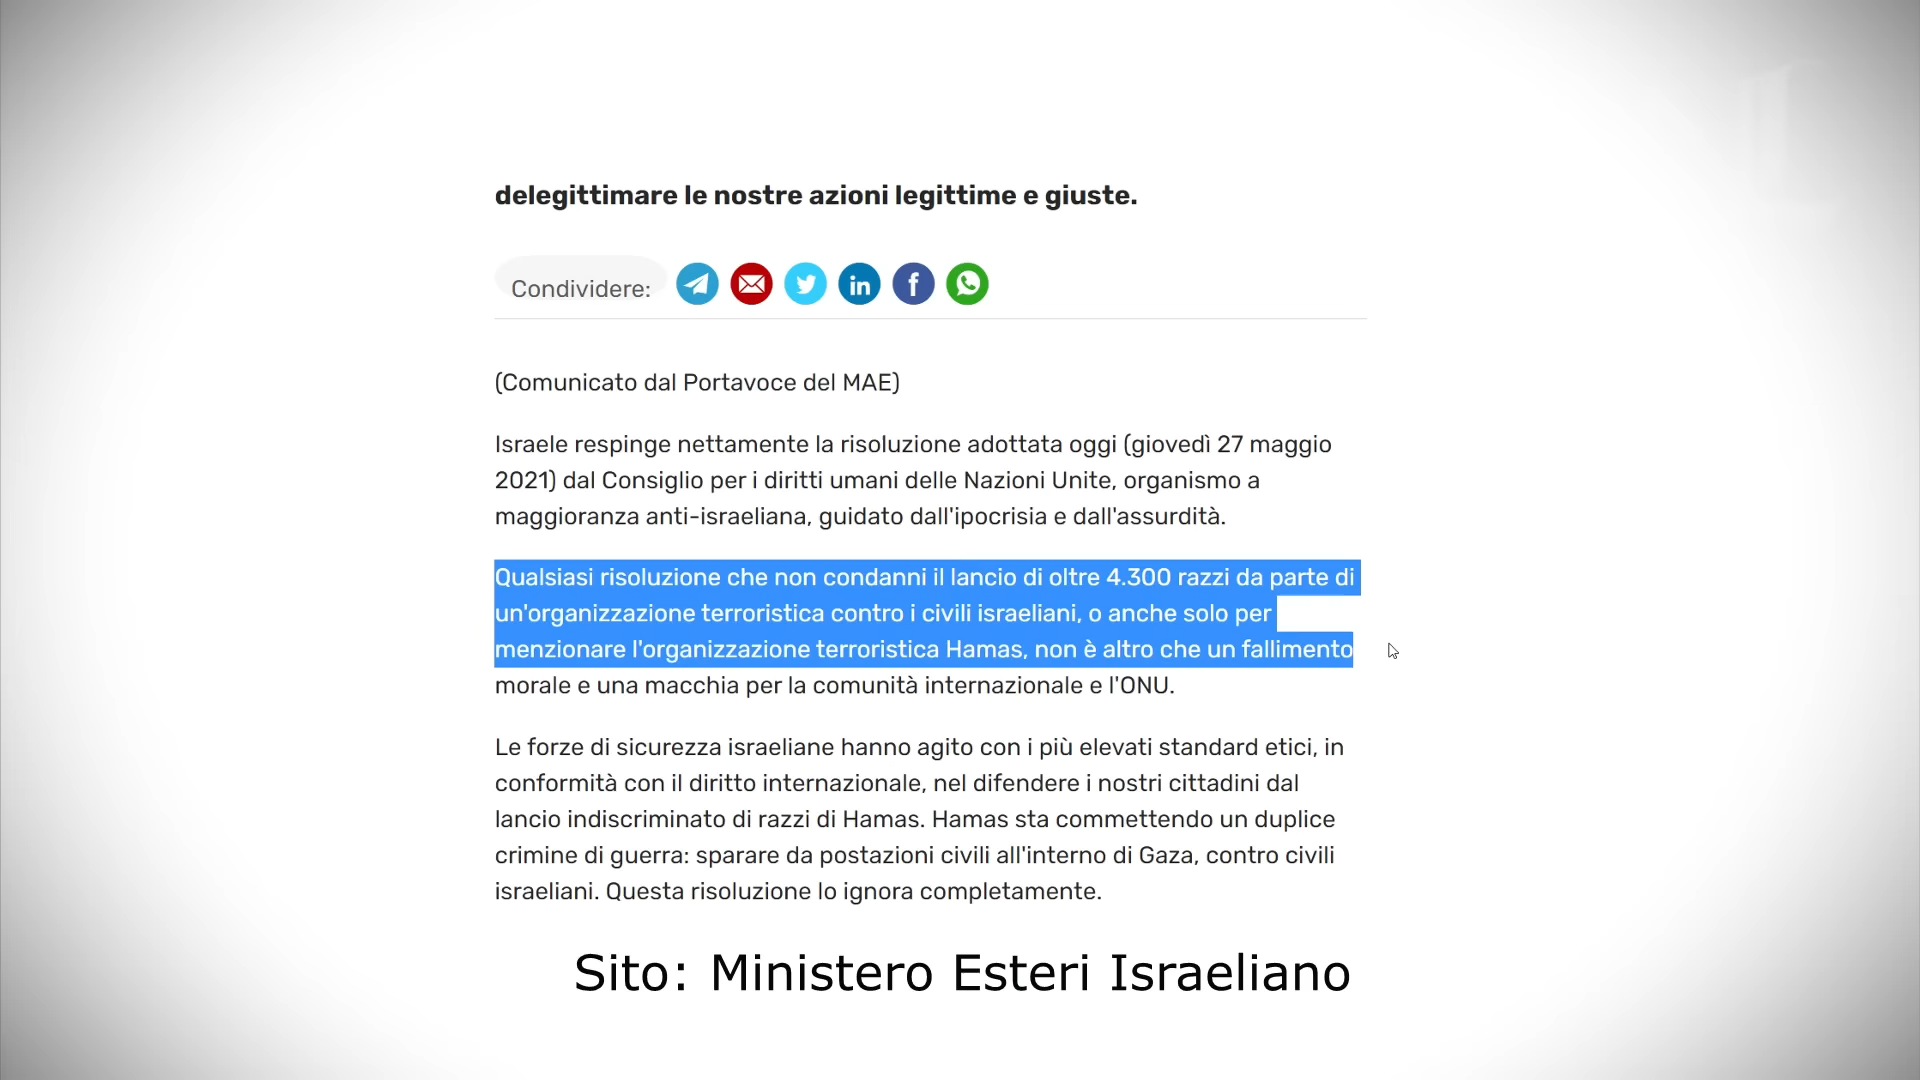 delegittimare le nostre azioni legittime e giuste.
Condividere:
(Comunicato dal Portavoce del MAE)
Israele respinge nettamente la risoluzione adottata oggi (giovedì 27 maggio
2021) dal Consiglio per i diritti umani delle Nazioni Unite, organismo a
maggioranza anti-israeliana, guidato dall'ipocrisia e dall'assurdità.
Qualsiasi risoluzione che non condanni il lancio di oltre 4.300 razzi da parte di
un'organizzazione terroristica contro i civili israeliani, o anche solo per
menzionare l'organizzazione terroristica Hamas, non è altro che un fallimento
morale e una macchia per la comunità internazionale e l'ONU.
Le forze di sicurezza israeliane hanno agito con i più elevati standard etici, in
conformità con il diritto internazionale, nel difendere i nostri cittadini dal
lancio indiscriminato di razzi di Hamas. Hamas sta commettendo un duplice
crimine di guerra: sparare da postazioni civili all'interno di Gaza, contro civili
israeliani. Questa risoluzione lo ignora completamente.
Sito: Ministero Esteri Israeliano